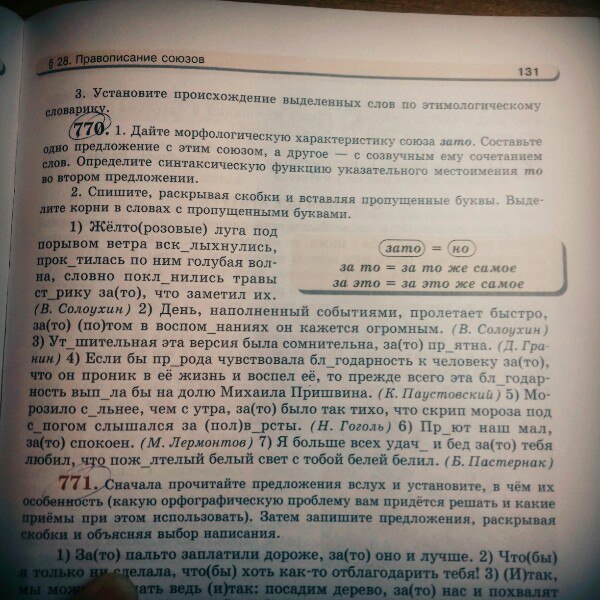 § 28. Правописание союзов
131
3. Установите происхождение выделенных слов по этимологическому
словарику.
770. 1. Дайте морфологическую характеристику союза зато. Составьте
одно предложение с этим союзом, а другое — с созвучным ему сочетанием
слов. Определите синтаксическую функцию указательного местоимения то
во втором предложении.
2. Спишите, раскрывая скобки и вставляя пропущенные буквы. Выде-
лите корни в словах с пропущенными буквами.
1) Жёлто(розовые) луга под
порывом ветра вск_лыхнулись,
прок_тилась по ним голубая вол-
на, словно покл_нились травы
ст_рику за(то), что заметил их.
зато = но
за то = за то же самое
за это = за это же самое
(В. Солоухин) 2) День, наполненный событиями, пролетает быстро,
за(то) (по)том в воспом_наниях он кажется огромным. (В. Солоухин)
3) Ут_шительная эта версия была сомнительна, за(то) пр_ятна. (Д. Гра-
нин) 4) Если бы пр_рода чувствовала бл_годарность к человеку за(то),
что он проник в её жизнь и воспел её, то прежде всего эта бл_годар-
ность вып_ла бы на долю Михаила Пришвина. (К. Паустовский) 5) Мо-
розило с_льнее, чем с утра, за(то) было так тихо, что скрип мороза под
с_погом слышался за (пол)в_рсты. (Н. Гоголь) 6) Пр_ют наш мал,
за(то) спокоен. (М. Лермонтов) 7) Я больше всех удач_ и бед за(то) тебя
любил, что пож_лтелый белый свет с тобой белей белил. (Б. Пастернак)
771. Сначала прочитайте предложения вслух и установите, в чём их
особенность (какую орфографическую проблему вам придётся решать и какие
приёмы при этом использовать). Затем запишите предложения, раскрывая
скобки и объясняя выбор написания.
1) За(то) пальто заплатили дороже, за(то) оно и лучше. 2) Что(бы)
я только ни сделала, что(бы) хоть как-то отблагодарить тебя! 3) (И)так,
мы ведь (и)так: посадим дерево, за(то) нас и похвалят